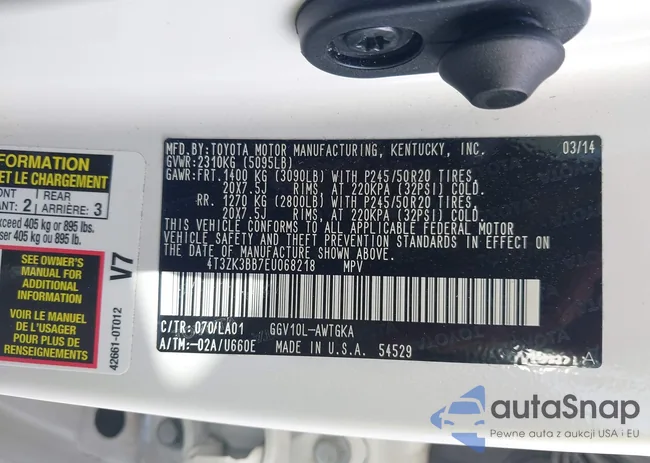 MFD.BY:TOYOTA MOTOR MANUFACTURING, KENTUCKY, INC. 03/14
GVWR:2310KG (5095LB)
GAWR:FRT.1400 KG (3090LB) WITH P245/50R20 TIRES,
20X7.5J RIMS, AT 220KPA (32PSI) COLD.
RR. 1270 KG (2800LB) WITH P245/50R20 TIRES,
20X7.5J RIMS, AT 220KPA (32PSI) COLD.
THIS VEHICLE CONFORMS TO ALL APPLICABLE FEDERAL MOTOR
VEHICLE SAFETY AND THEFT PREVENTION STANDARDS IN EFFECT ON
THE DATE OF MANUFACTURE SHOWN ABOVE.
4T3ZK3BB7EU068218 MPV
C/TR:070/LA01 GGV10L-AWTGKA
A/TM:-02A/U660E MADE IN U.S.A. 54529
FORMATION
ET LE CHARGEMENT
ONT REAR
ANT: 2 ARRIÈRE: 3
xceed 405 kg or 895 lbs.
ser 405 kg ou 895 lb.
SEE OWNER'S
MANUAL FOR
ADDITIONAL
INFORMATION
VOIR LE MANUEL
DE L'USAGER
POUR PLUS DE
V7
42661-0T012
autaSnap
Pewne auta z aukcji USA i EU